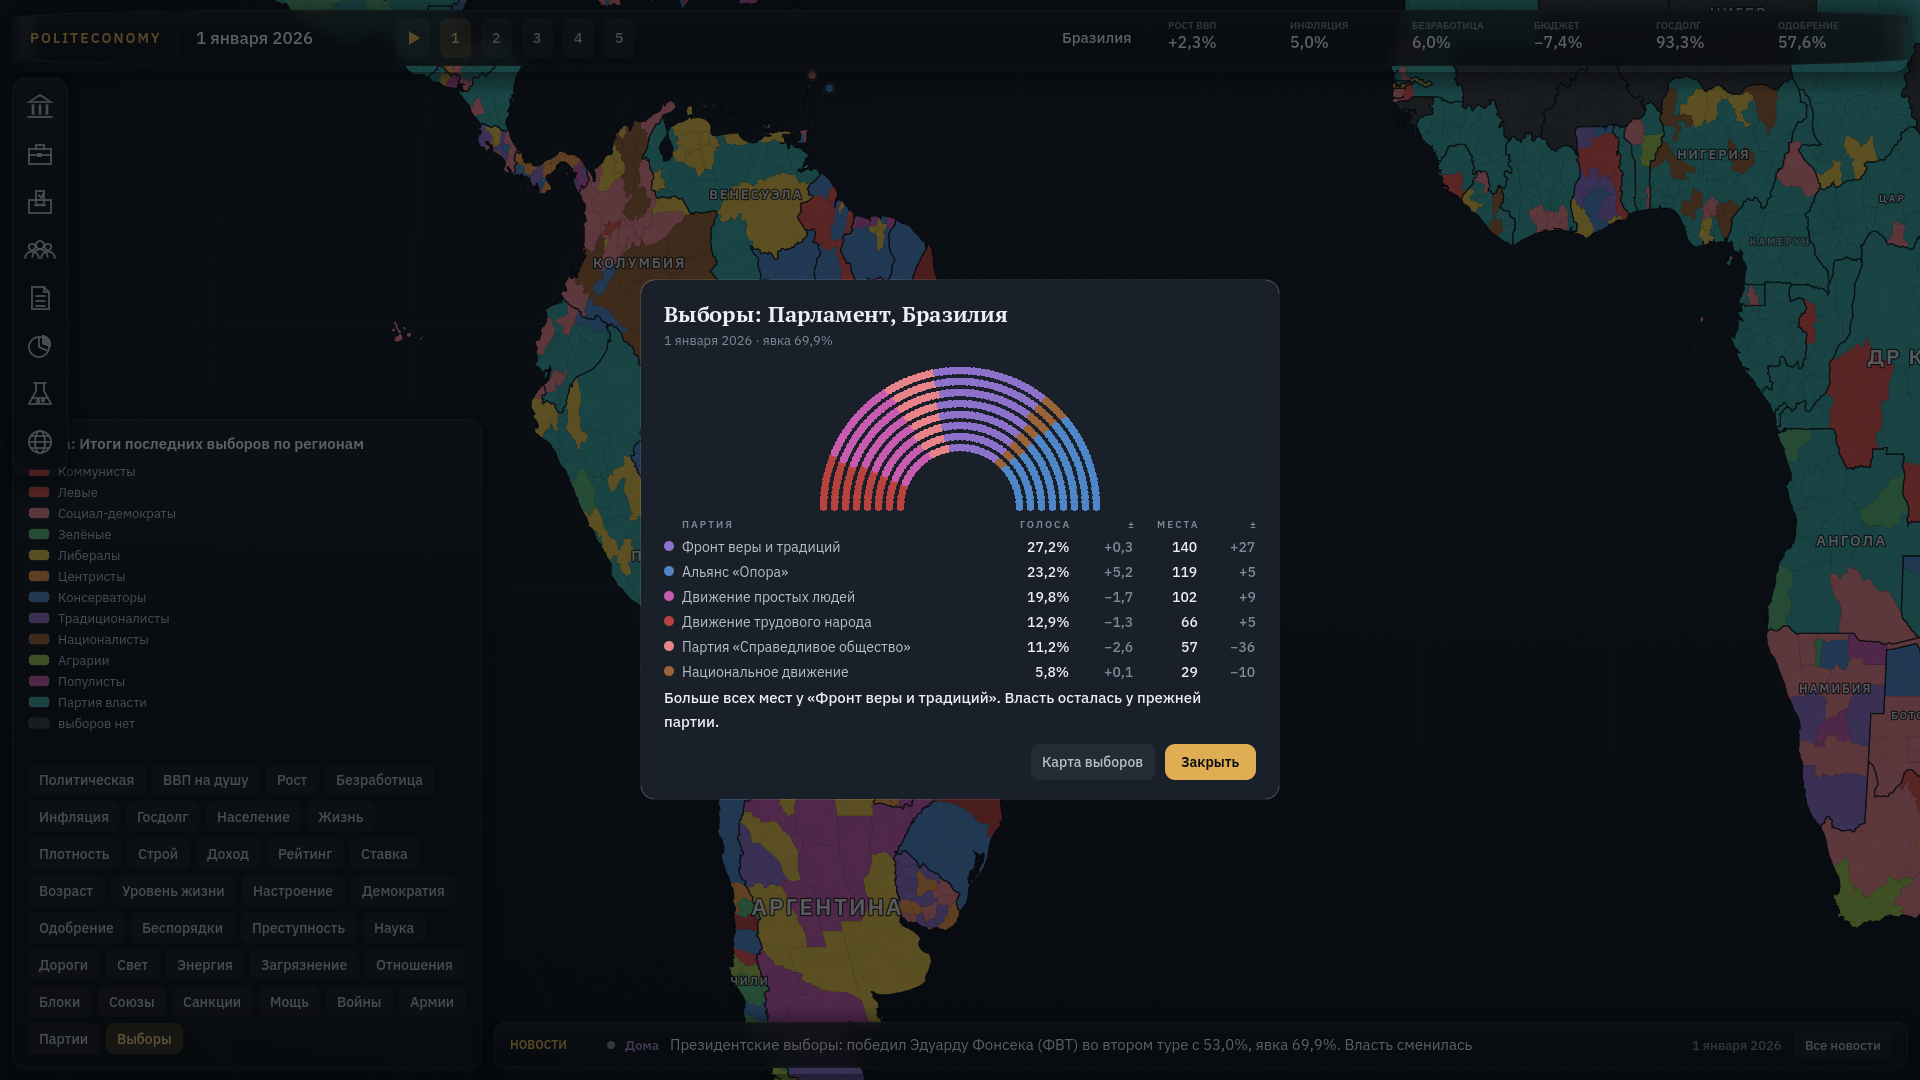 POLITECONOMY
1 января 2026
1
2
3
4
5
Бразилия
РОСТ ВВП
+2,3%
ИНФЛЯЦИЯ
5,0%
БЕЗРАБОТИЦА
6,0%
БЮДЖЕТ
−7,4%
ГОСДОЛГ
93,3%
ОДОБРЕНИЕ
57,6%
ВЕНЕСУЭЛА
КОЛУМБИЯ
НИГЕРИЯ
ЦАР
КАМЕРУН
ДР К
АНГОЛА
НАМИБИЯ
АРГЕНТИНА
ЧИЛИ
Выборы: Парламент, Бразилия
1 января 2026 · явка 69,9%
ПАРТИЯ ГОЛОСА ± МЕСТА ±
Фронт веры и традиций 27,2% +0,3 140 +27
Альянс «Опора» 23,2% +5,2 119 +5
Движение простых людей 19,8% −1,7 102 +9
Движение трудового народа 12,9% −1,3 66 +5
Партия «Справедливое общество» 11,2% −2,6 57 −36
Национальное движение 5,8% +0,1 29 −10
Больше всех мест у «Фронт веры и традиций». Власть осталась у прежней
партии.
Карта выборов
Закрыть
: Итоги последних выборов по регионам
Коммунисты
Левые
Социал-демократы
Зелёные
Либералы
Центристы
Консерваторы
Традиционалисты
Националисты
Аграрии
Популисты
Партия власти
выборов нет
Политическая ВВП на душу Рост Безработица
Инфляция Госдолг Население Жизнь
Плотность Строй Доход Рейтинг Ставка
Возраст Уровень жизни Настроение Демократия
Одобрение Беспорядки Преступность Наука
Дороги Свет Энергия Загрязнение Отношения
Блоки Союзы Санкции Мощь Войны Армии
Партии Выборы
НОВОСТИ
Дома Президентские выборы: победил Эдуарду Фонсека (ФВТ) во втором туре с 53,0%, явка 69,9%. Власть сменилась
1 января 2026
Все новости